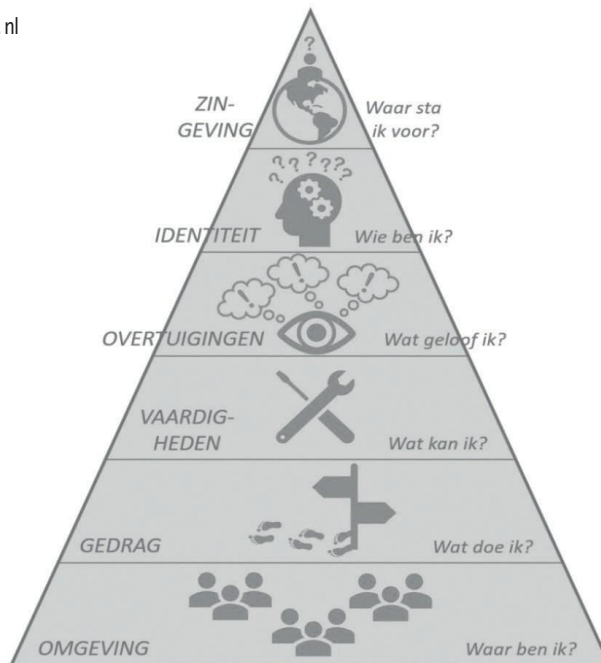 nl
?
ZIN-
GEVING
Waar sta
ik voor?
? ? ? ? ? ? ?
IDENTITEIT
Wie ben ik?
! ! !
OVERTUIGINGEN
Wat geloof ik?
VAARDIG-
HEDEN
Wat kan ik?
GEDRAG
Wat doe ik?
OMGEVING
Waar ben ik?